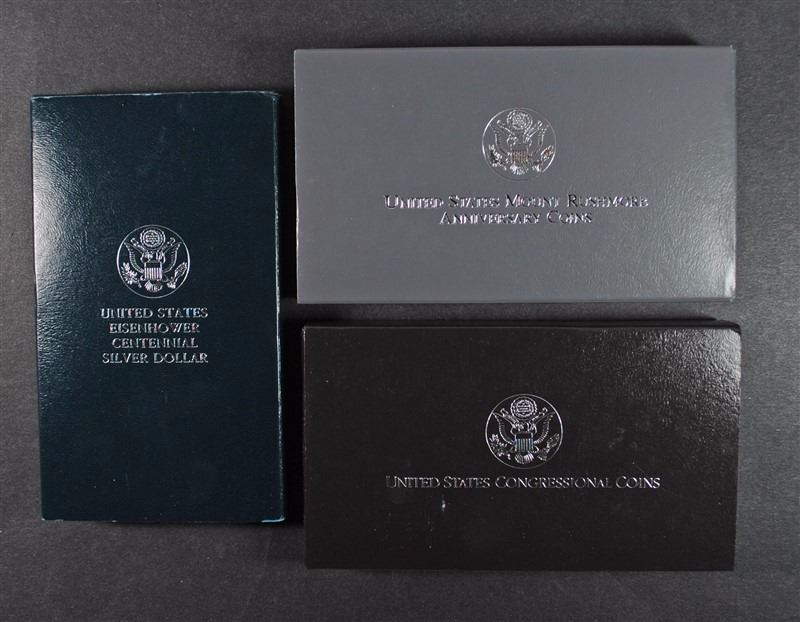 UNITED STATES
EISENHOWER
CENTENNIAL
SILVER DOLLAR
UNITED STATES MOUNT RUSHMORE
ANNIVERSARY COINS
UNITED STATES CONGRESSIONAL COINS